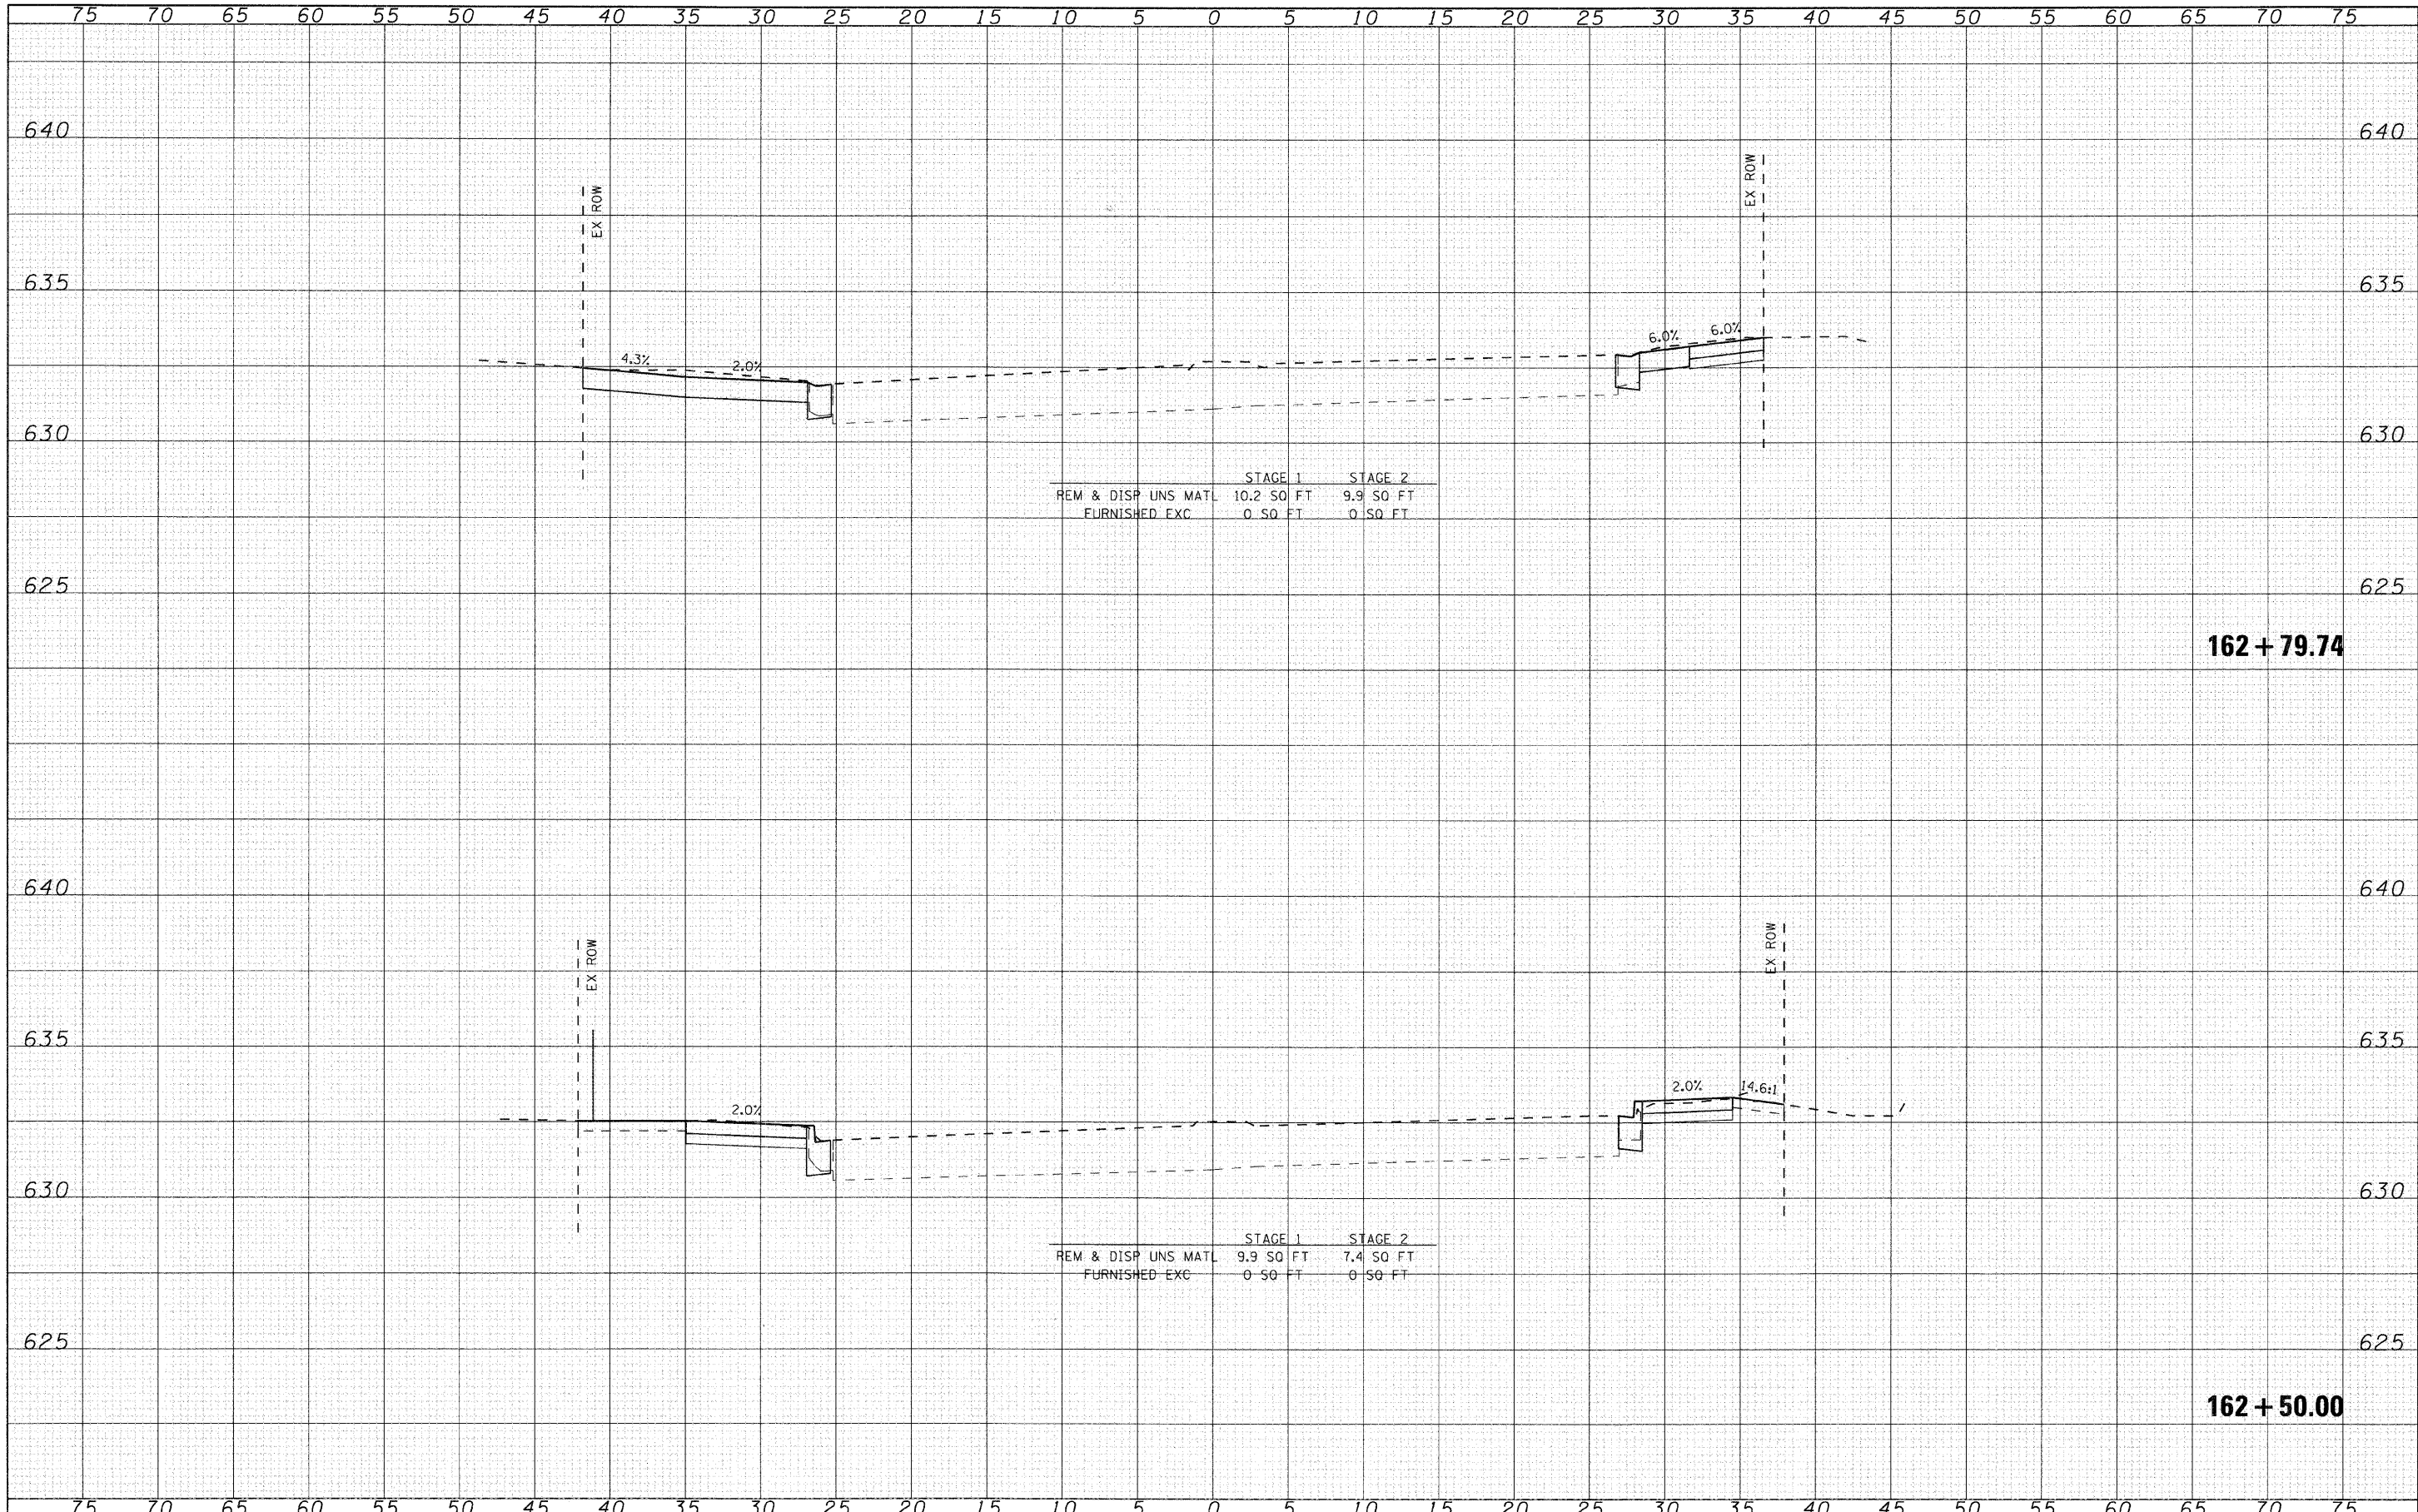 75 70 65 60 55 50 45 40 35 30 25 20 15 10 5 0 5 10 15 20 25 30 35 40 45 50 55 60 65 70 75
640 640
EX ROW EX ROW
635 635
4.3% 2.0% 6.0% 6.0%
630 630
STAGE 1 STAGE 2
REM & DISP UNS MATL 10.2 SQ FT 9.9 SQ FT
FURNISHED EXC 0 SQ FT 0 SQ FT
625 625
162+79.74
640 640
EX ROW EX ROW
635 635
2.0% 2.0% 14.6:1
630 630
STAGE 1 STAGE 2
REM & DISP UNS MATL 9.9 SQ FT 7.4 SQ FT
FURNISHED EXC 0 SQ FT 0 SQ FT
625 625
162+50.00
75 70 65 60 55 50 45 40 35 30 25 20 15 10 5 0 5 10 15 20 25 30 35 40 45 50 55 60 65 70 75